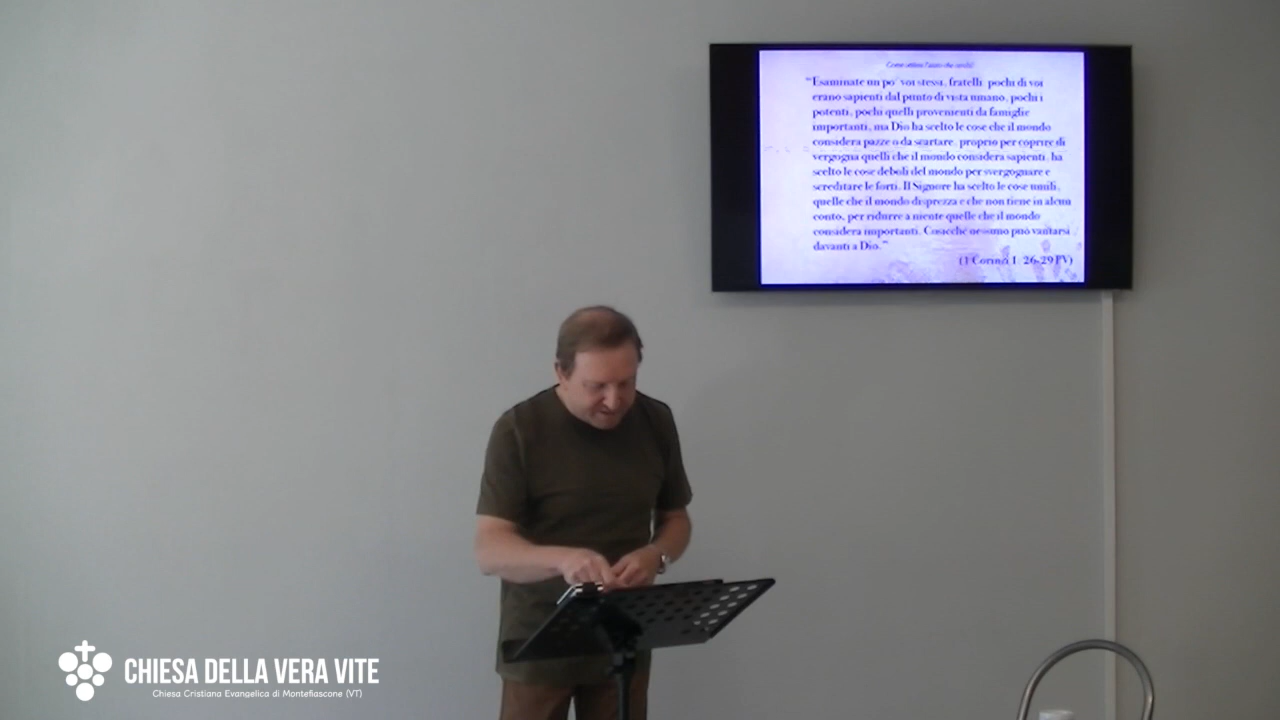 Come ottieni l'aiuto che cerchi?
“Esaminate un po' voi stessi, fratelli pochi di voi
erano sapienti dal punto di vista umano, pochi i
potenti, pochi quelli provenienti da famiglie
importanti, ma Dio ha scelto le cose che il mondo
considera pazze o da scartare, proprio per coprire di
vergogna quelli che il mondo considera sapienti, ha
scelto le cose deboli del mondo per svergognare e
screditare le forti. Il Signore ha scelto le cose umili,
quelle che il mondo disprezza e che non tiene in alcun
conto, per ridurre a niente quelle che il mondo
considera importanti. Cosicché nessuno può vantarsi
davanti a Dio.”
(1 Corinzi 1 26-29 PV)
CHIESA DELLA VERA VITE
Chiesa Cristiana Evangelica di Montefiascone (VT)